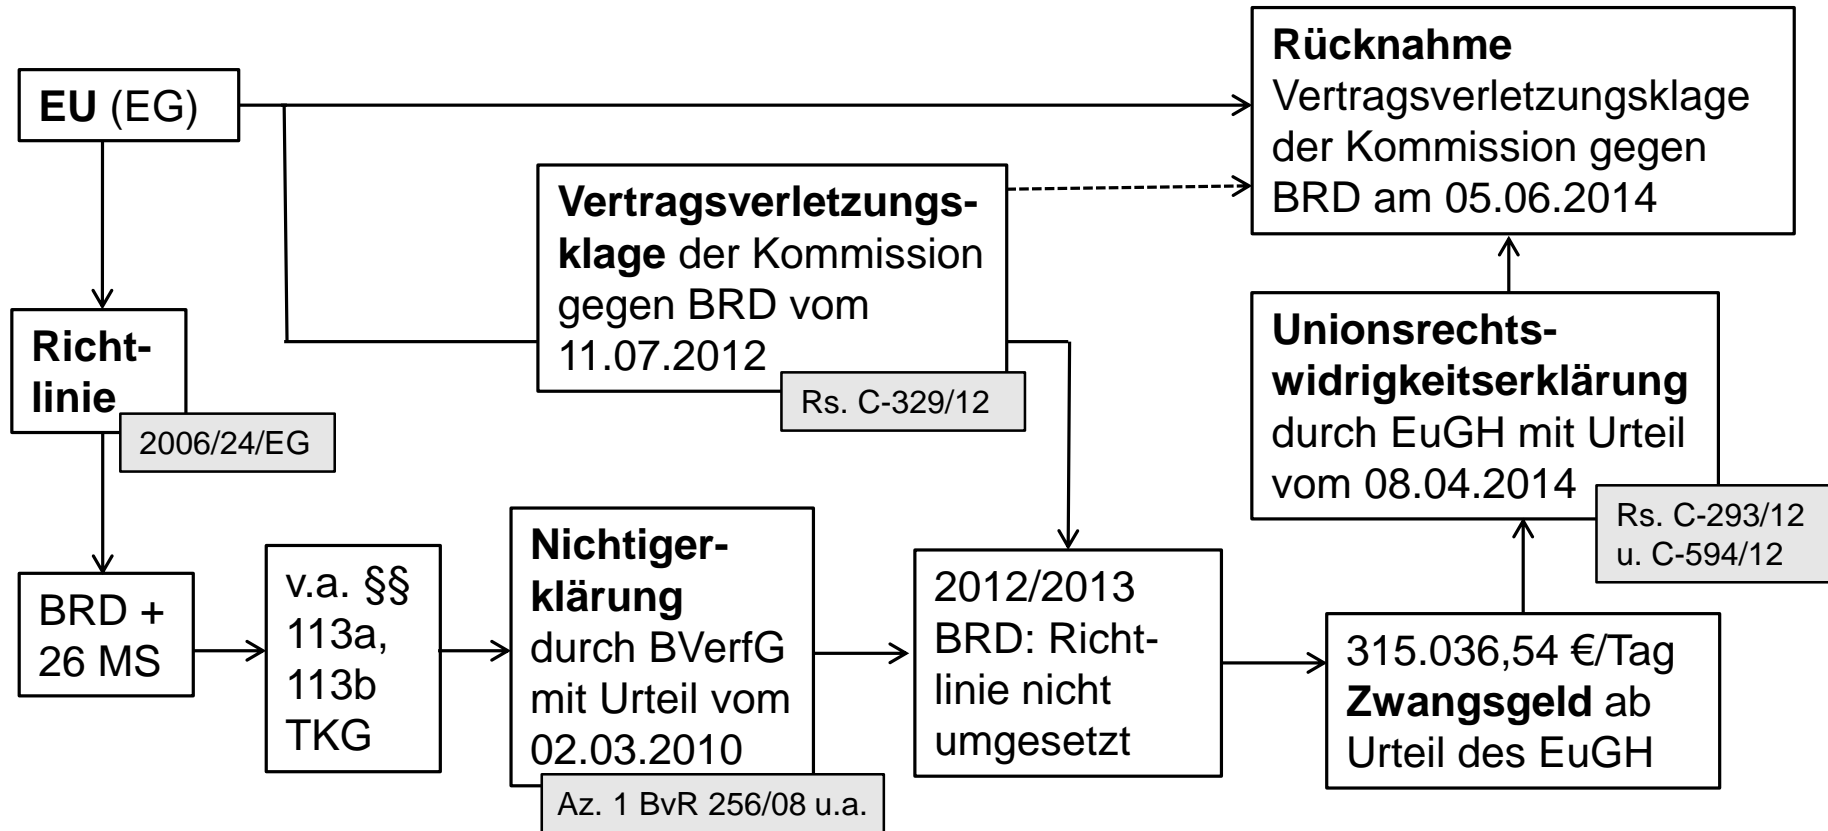 EU (EG)
Richt-
linie
2006/24/EG
BRD +
26 MS
v.a. §§
113a,
113b
TKG
Nichtiger-
klärung
durch BVerfG
mit Urteil vom
02.03.2010
Az. 1 BvR 256/08 u.a.
Vertragsverletzungs-
klage der Kommission
gegen BRD vom
11.07.2012
Rs. C-329/12
2012/2013
BRD: Richt-
linie nicht
umgesetzt
315.036,54 €/Tag
Zwangsgeld ab
Urteil des EuGH
Unionsrechts-
widrigkeitserklärung
durch EuGH mit Urteil
vom 08.04.2014
Rs. C-293/12
u. C-594/12
Rücknahme
Vertragsverletzungsklage
der Kommission gegen
BRD am 05.06.2014